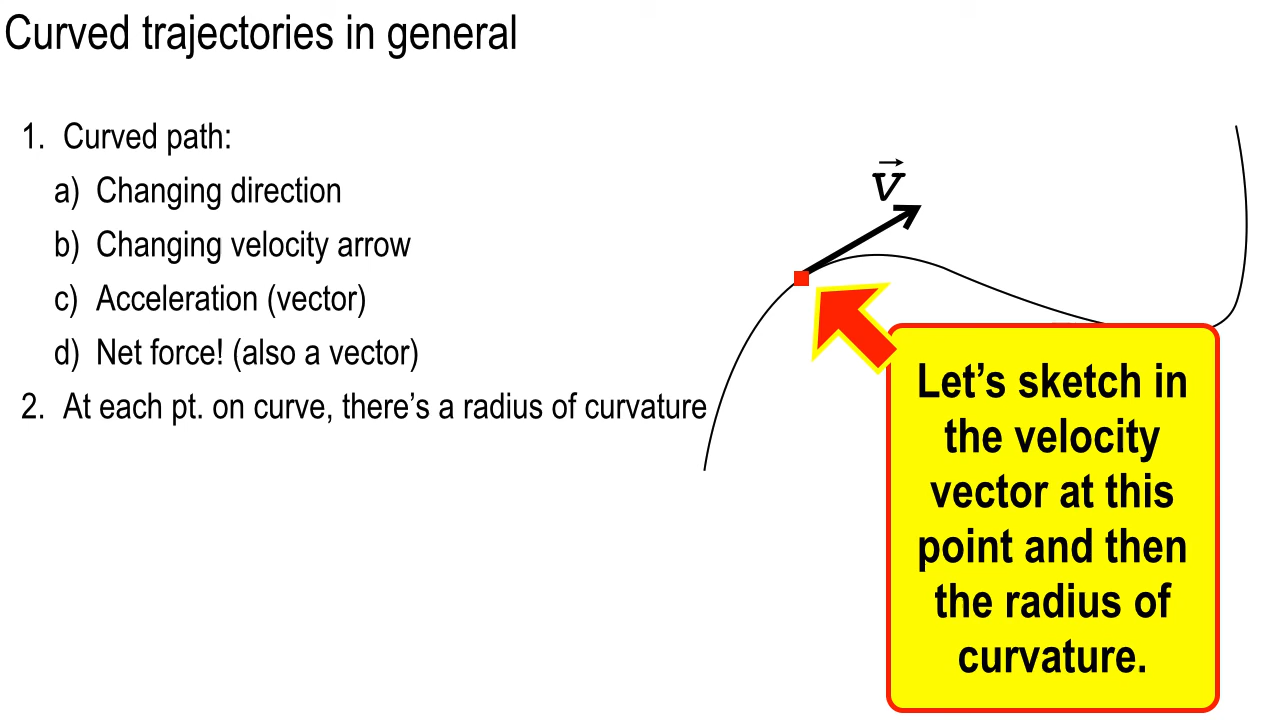 Curved trajectories in general
1. Curved path:
a) Changing direction
b) Changing velocity arrow
c) Acceleration (vector)
d) Net force! (also a vector)
2. At each pt. on curve, there’s a radius of curvature
v⃗
Let’s sketch in
the velocity
vector at this
point and then
the radius of
curvature.